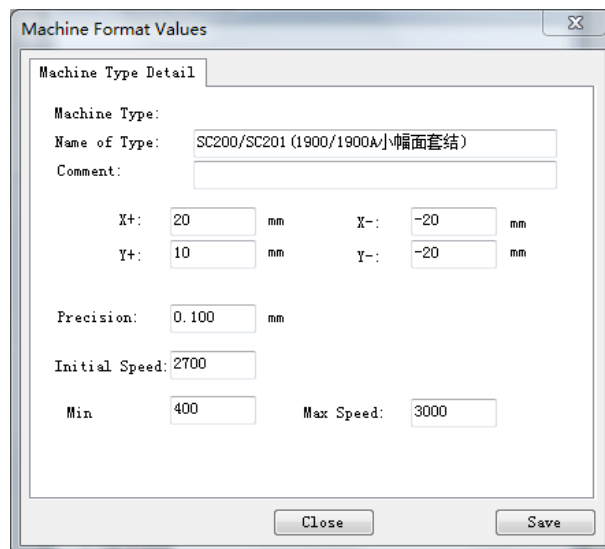 Machine Format Values
Machine Type Detail
Machine Type:
Name of Type: SC200/SC201(1900/1900A小幅面套结)
Comment:
X+: 20 mm X-: -20 mm
Y+: 10 mm Y-: -20 mm
Precision: 0.100 mm
Initial Speed: 2700
Min 400 Max Speed: 3000
Close Save